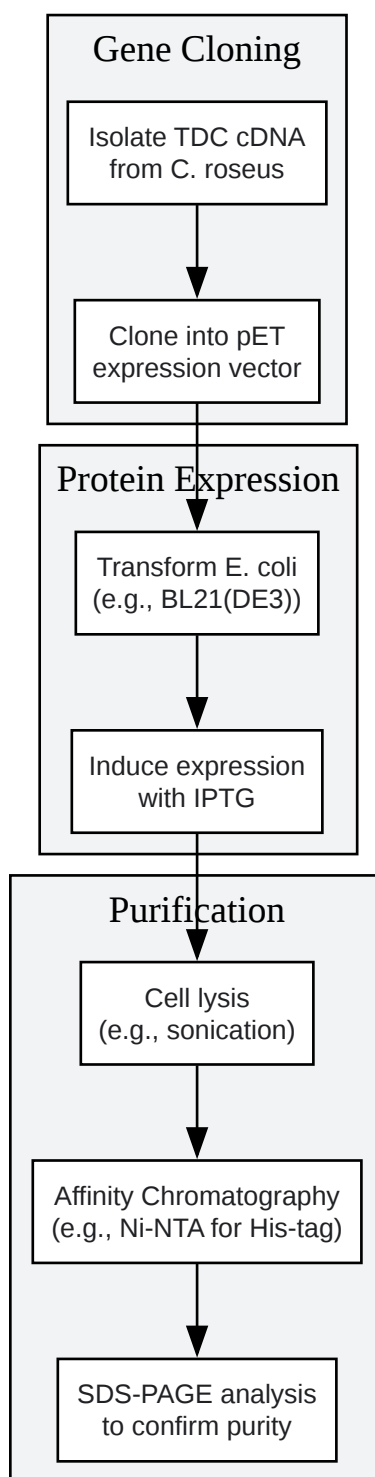 Gene Cloning
Isolate TDC cDNA
from C. roseus
Clone into pET
expression vector
Protein Expression
Transform E. coli
(e.g., BL21(DE3))
Induce expression
with IPTG
Purification
Cell lysis
(e.g., sonication)
Affinity Chromatography
(e.g., Ni-NTA for His-tag)
SDS-PAGE analysis
to confirm purity